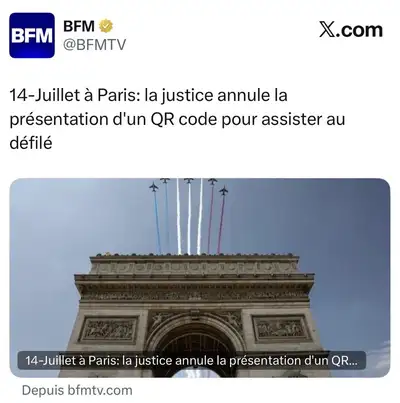 BFM
BFM
@BFMTV
X.com
14-Juillet à Paris: la justice annule la
présentation d'un QR code pour assister au
défilé
14-Juillet à Paris: la justice annule la présentation d'un QR...
Depuis bfmtv.com